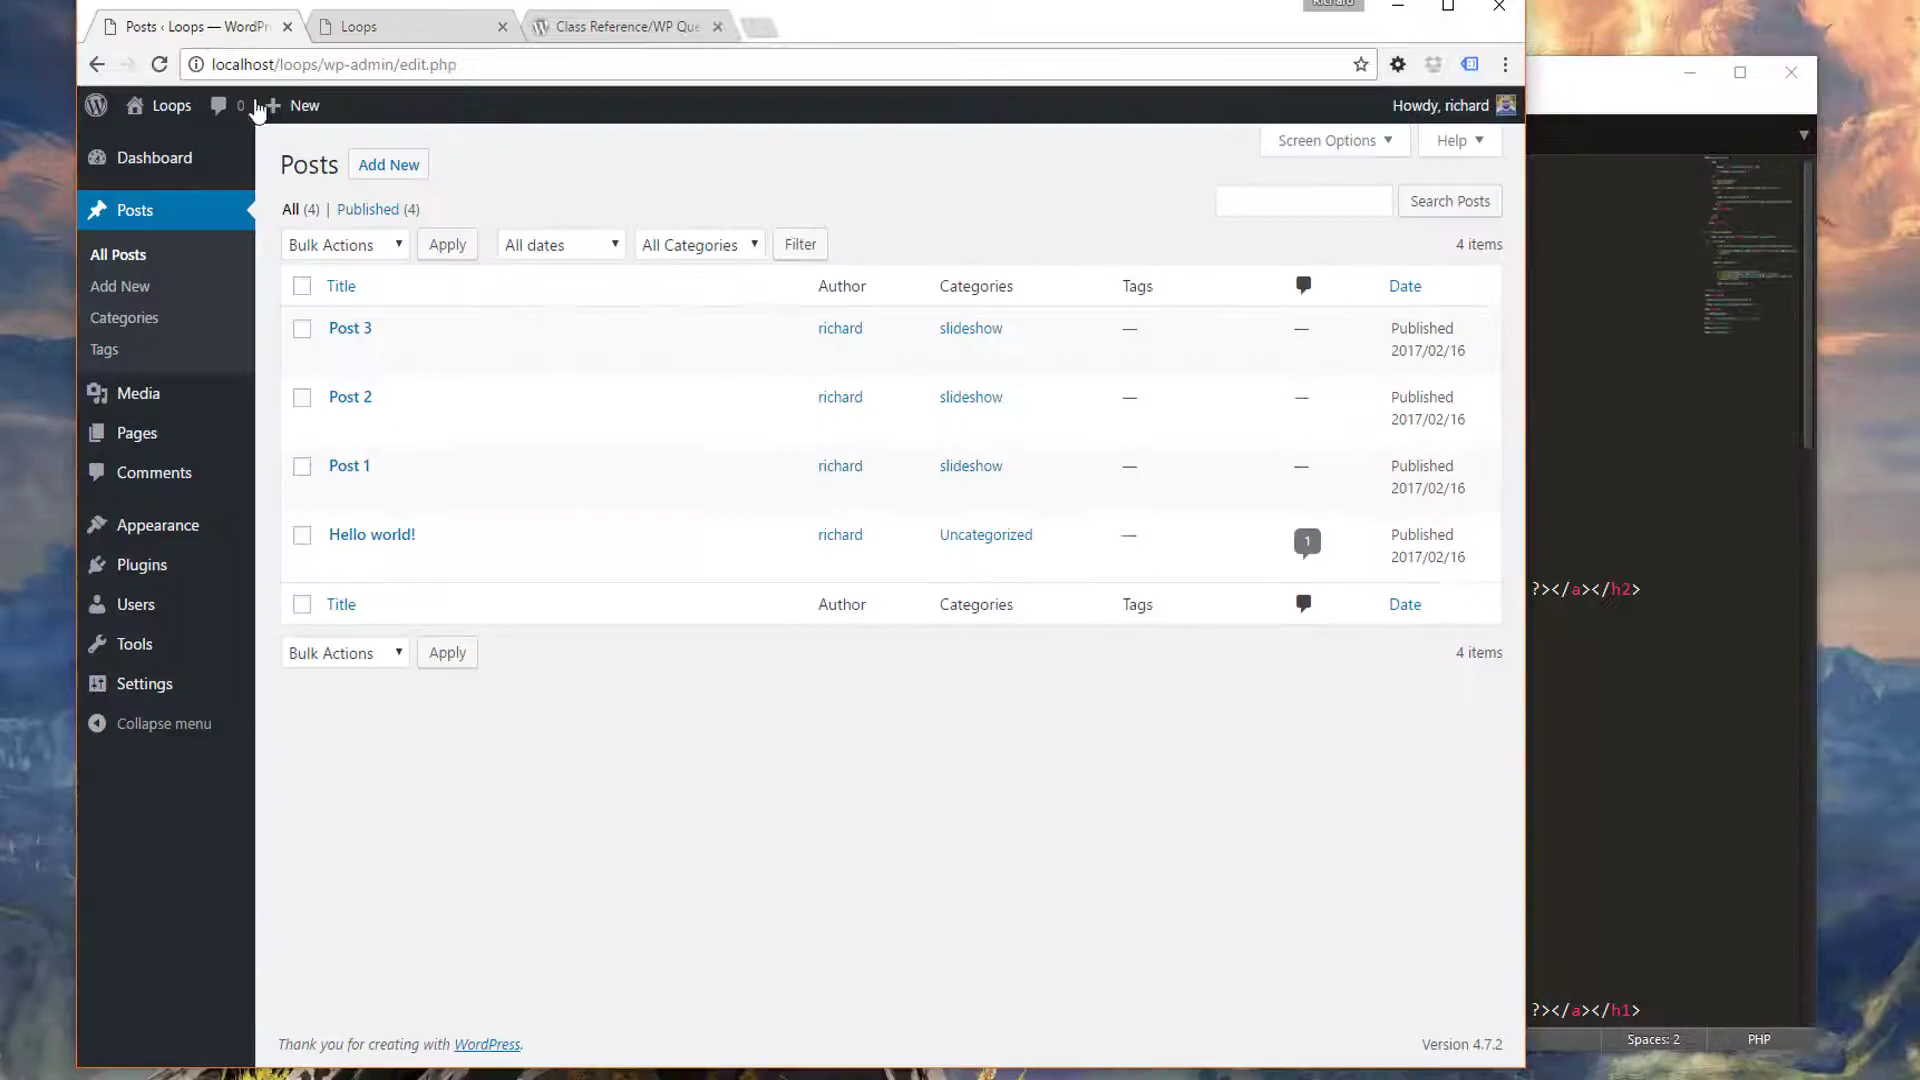 Richard
Posts ‹ Loops — WordPr
Loops
Class Reference/WP Que
localhost/loops/wp-admin/edit.php
Loops
0
New
Howdy, richard
Screen Options
Help
Dashboard
Posts
All Posts
Add New
Categories
Tags
Media
Pages
Comments
Appearance
Plugins
Users
Tools
Settings
Collapse menu
Posts
Add New
All (4) | Published (4)
Search Posts
Bulk Actions
Apply
All dates
All Categories
Filter
4 items
Title Author Categories Tags Date
Post 3 richard slideshow — — Published
2017/02/16
Post 2 richard slideshow — — Published
2017/02/16
Post 1 richard slideshow — — Published
2017/02/16
Hello world! richard Uncategorized — 1 Published
2017/02/16
Title Author Categories Tags Date
Bulk Actions
Apply
4 items
Thank you for creating with WordPress.
Version 4.7.2
?></a></h2>
?></a></h1>
Spaces: 2
PHP